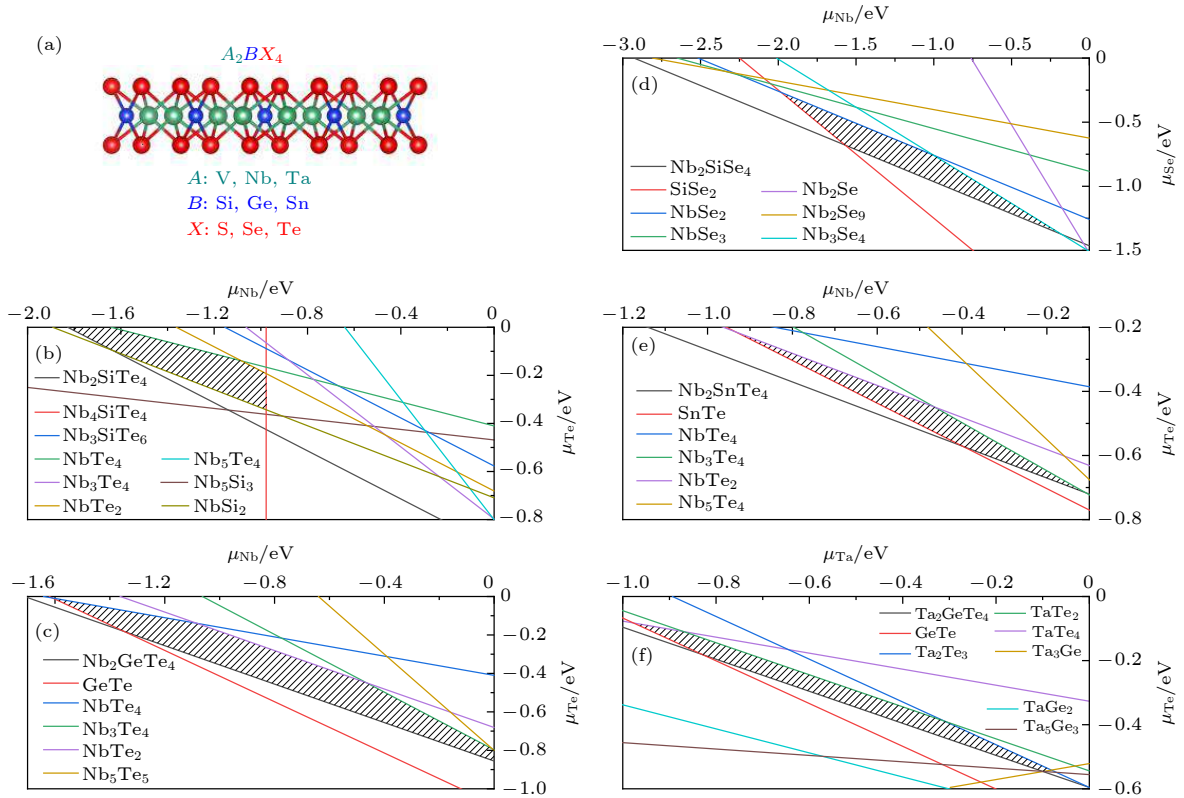 (a)
A₂BX₄
A: V, Nb, Ta
B: Si, Ge, Sn
X: S, Se, Te
μNb/eV
−3.0 −2.5 −2.0 −1.5 −1.0 −0.5 0
0
−0.5
−1.0
−1.5
μSe/eV
(d)
Nb₂SiSe₄
SiSe₂
NbSe₂
NbSe₃
Nb₂Se
Nb₂Se₉
Nb₃Se₄
μNb/eV
−2.0 −1.6 −1.2 −0.8 −0.4 0
0
−0.2
−0.4
−0.6
−0.8
μTe/eV
(b)
Nb₂SiTe₄
Nb₄SiTe₄
Nb₃SiTe₆
NbTe₄
Nb₃Te₄
NbTe₂
Nb₅Te₄
Nb₅Si₃
NbSi₂
μNb/eV
−1.2 −1.0 −0.8 −0.6 −0.4 −0.2
−0.2
−0.4
−0.6
−0.8
μTe/eV
(e)
Nb₂SnTe₄
SnTe
NbTe₄
Nb₃Te₄
NbTe₂
Nb₅Te₄
μNb/eV
−1.6 −1.2 −0.8 −0.4 0
0
−0.2
−0.4
−0.6
−0.8
−1.0
μTe/eV
(c)
Nb₂GeTe₄
GeTe
NbTe₄
Nb₃Te₄
NbTe₂
Nb₅Te₅
μTa/eV
−1.0 −0.8 −0.6 −0.4 −0.2 0
0
−0.2
−0.4
−0.6
μTe/eV
(f)
Ta₂GeTe₄
GeTe
Ta₂Te₃
TaTe₂
TaTe₄
Ta₃Ge
TaGe₂
Ta₅Ge₃